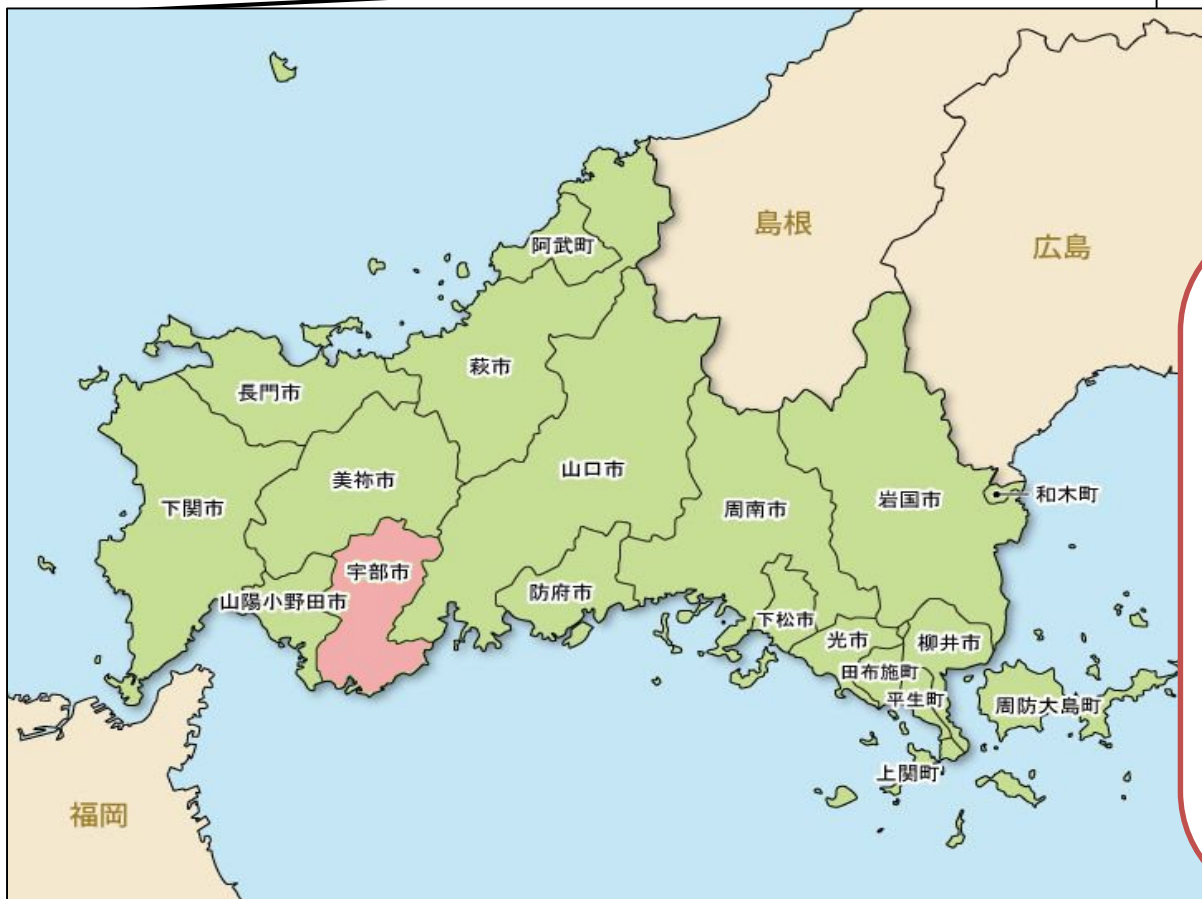 島根
広島
阿武町
萩市
長門市
山口市
美祢市
下関市
周南市
岩国市
和木町
宇部市
山陽小野田市
防府市
下松市
光市
柳井市
田布施町
平生町
周防大島町
上関町
福岡